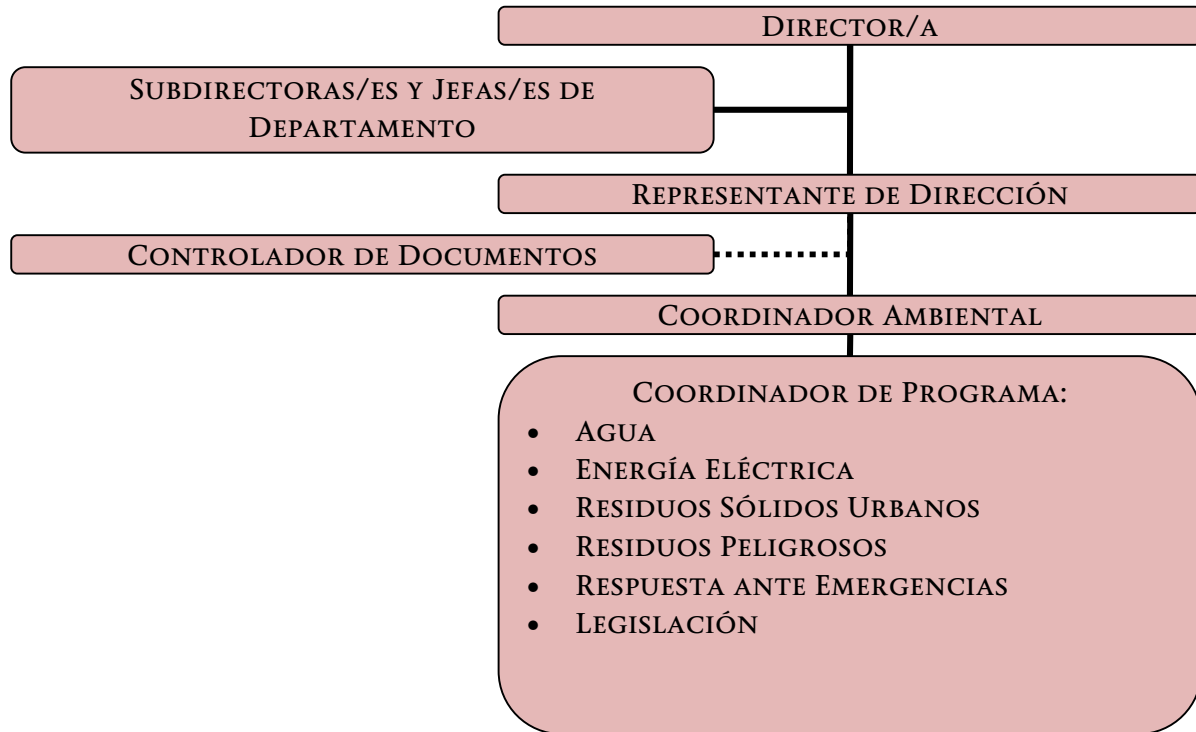 Director/a
Subdirectoras/es y Jefas/es de
Departamento
Representante de Dirección
Controlador de Documentos
Coordinador Ambiental
Coordinador de Programa:
• Agua
• Energía Eléctrica
• Residuos Sólidos Urbanos
• Residuos Peligrosos
• Respuesta ante Emergencias
• Legislación